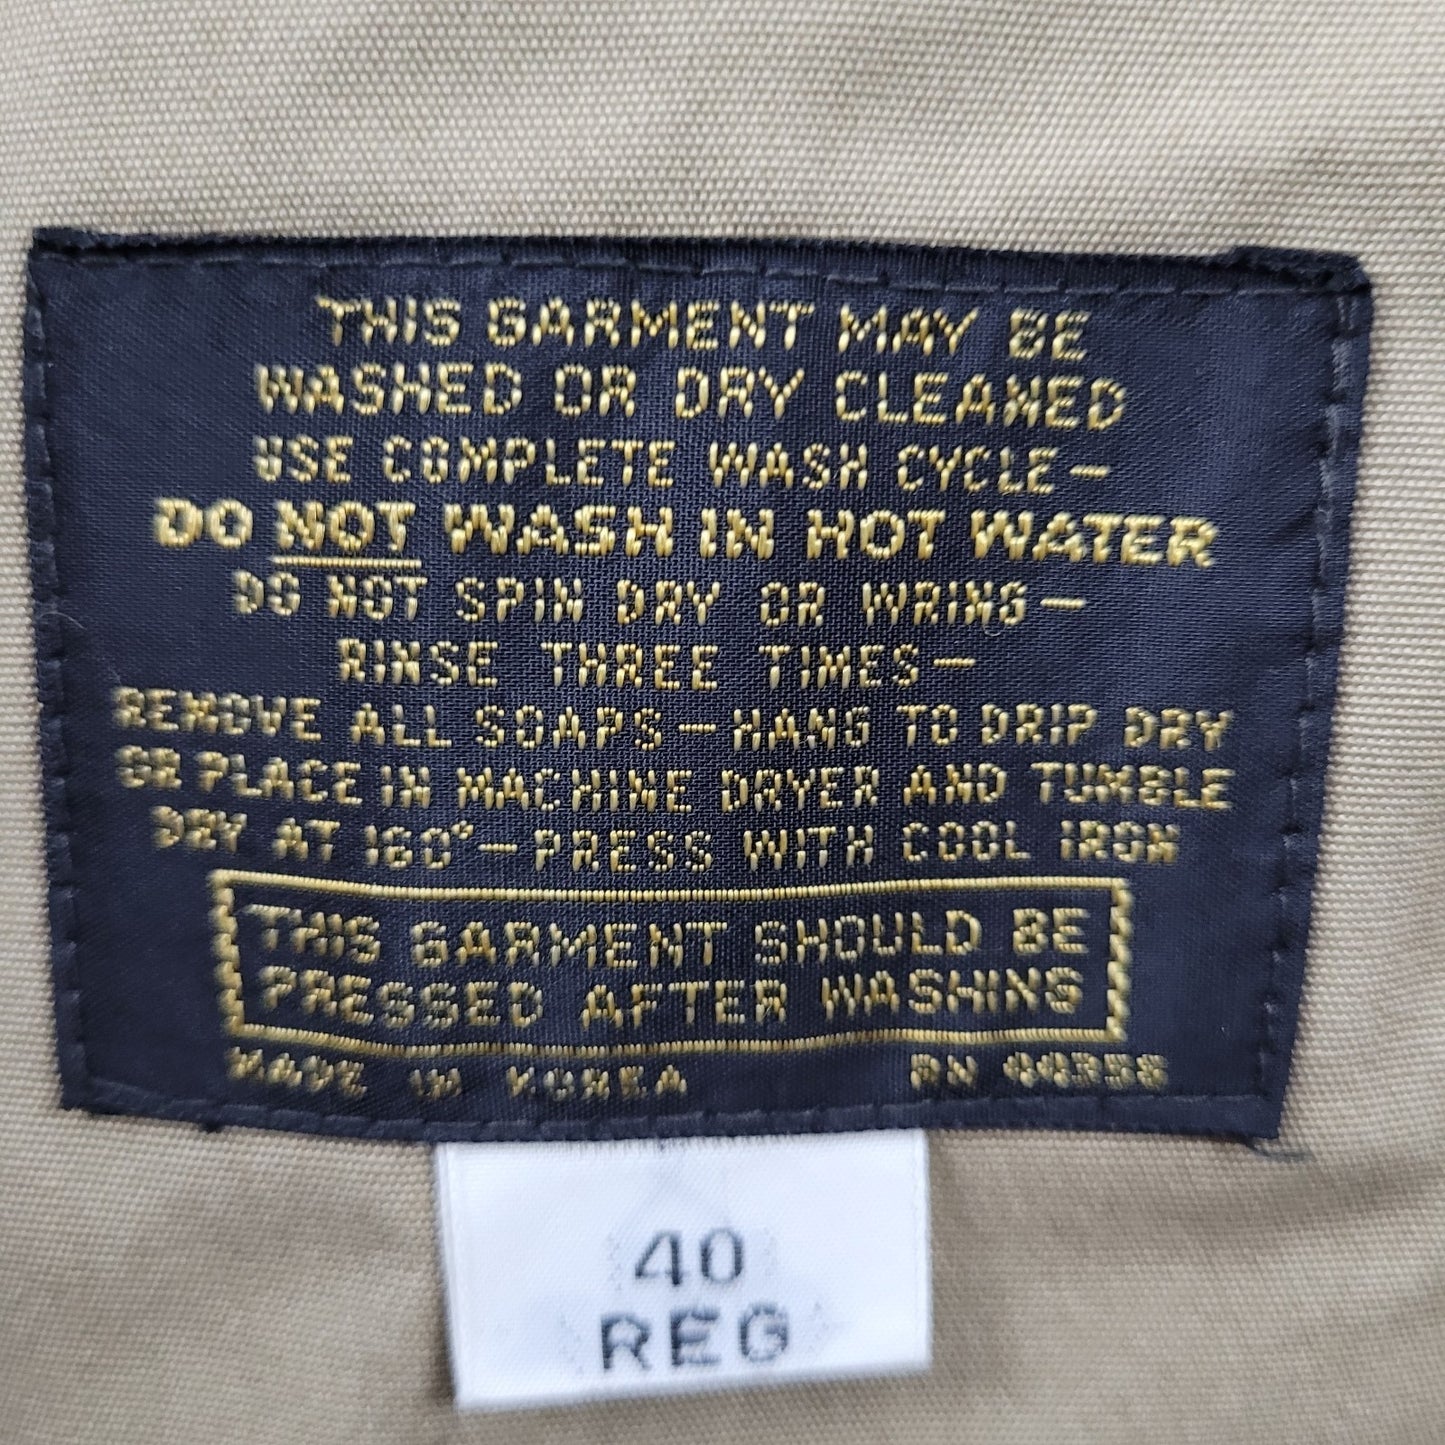 THIS GARMENT MAY BE
WASHED OR DRY CLEANED
USE COMPLETE WASH CYCLE—
DO NOT WASH IN HOT WATER
DO NOT SPIN DRY OR WRING—
RINSE THREE TIMES—
REMOVE ALL SOAPS—HANG TO DRIP DRY
OR PLACE IN MACHINE DRYER AND TUMBLE
DRY AT 160°—PRESS WITH COOL IRON
THIS GARMENT SHOULD BE
PRESSED AFTER WASHING
MADE IN KOREA RN
40
REG